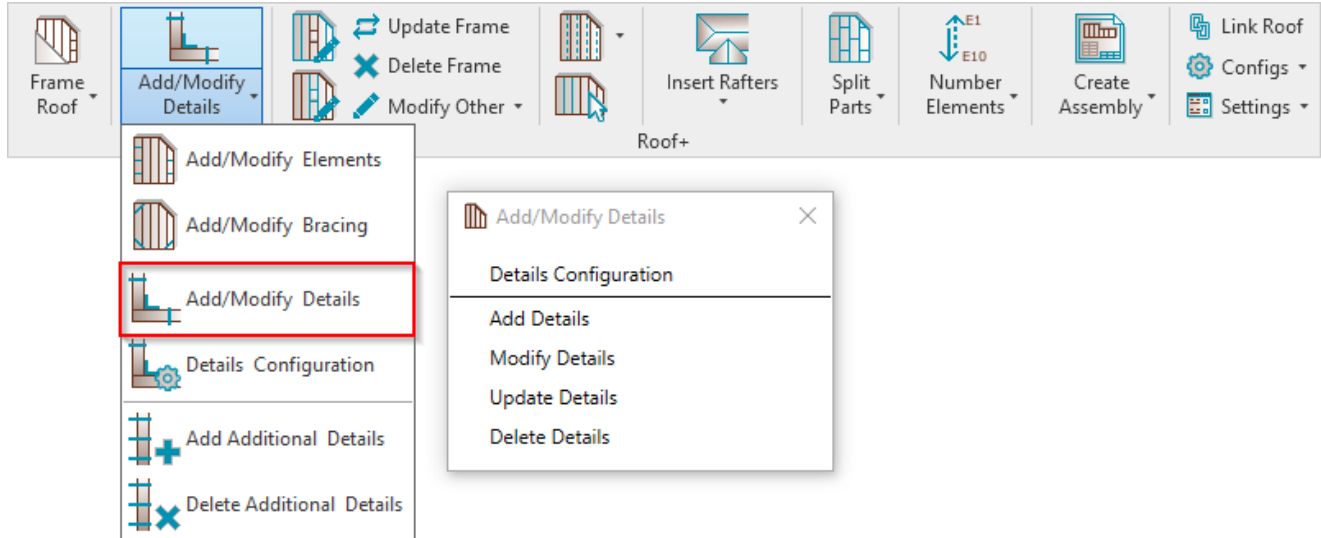 Frame
Roof
Add/Modify
Details
Update Frame
Delete Frame
Modify Other
Insert Rafters
Split
Parts
E1
E10
Number
Elements
Create
Assembly
Link Roof
Configs
Settings
Roof+
Add/Modify Elements
Add/Modify Bracing
Add/Modify Details
Details Configuration
Add Additional Details
Delete Additional Details
Add/Modify Details
Details Configuration
Add Details
Modify Details
Update Details
Delete Details